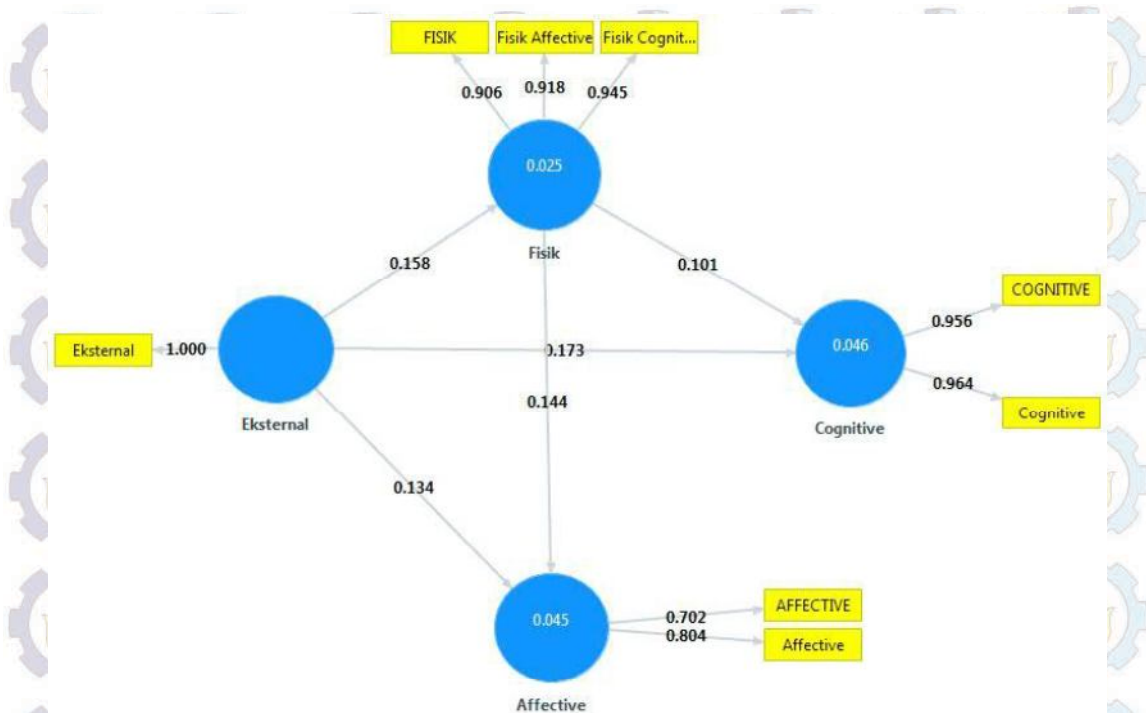 FISIK
Fisik Affective
Fisik Cognit...
0.906
0.918
0.945
0.025
Fisik
0.158
0.101
COGNITIVE
0.956
Eksternal
1.000
0.173
0.046
0.964
Cognitive
0.144
Eksternal
Cognitive
0.134
AFFECTIVE
0.702
0.045
0.804
Affective
Affective